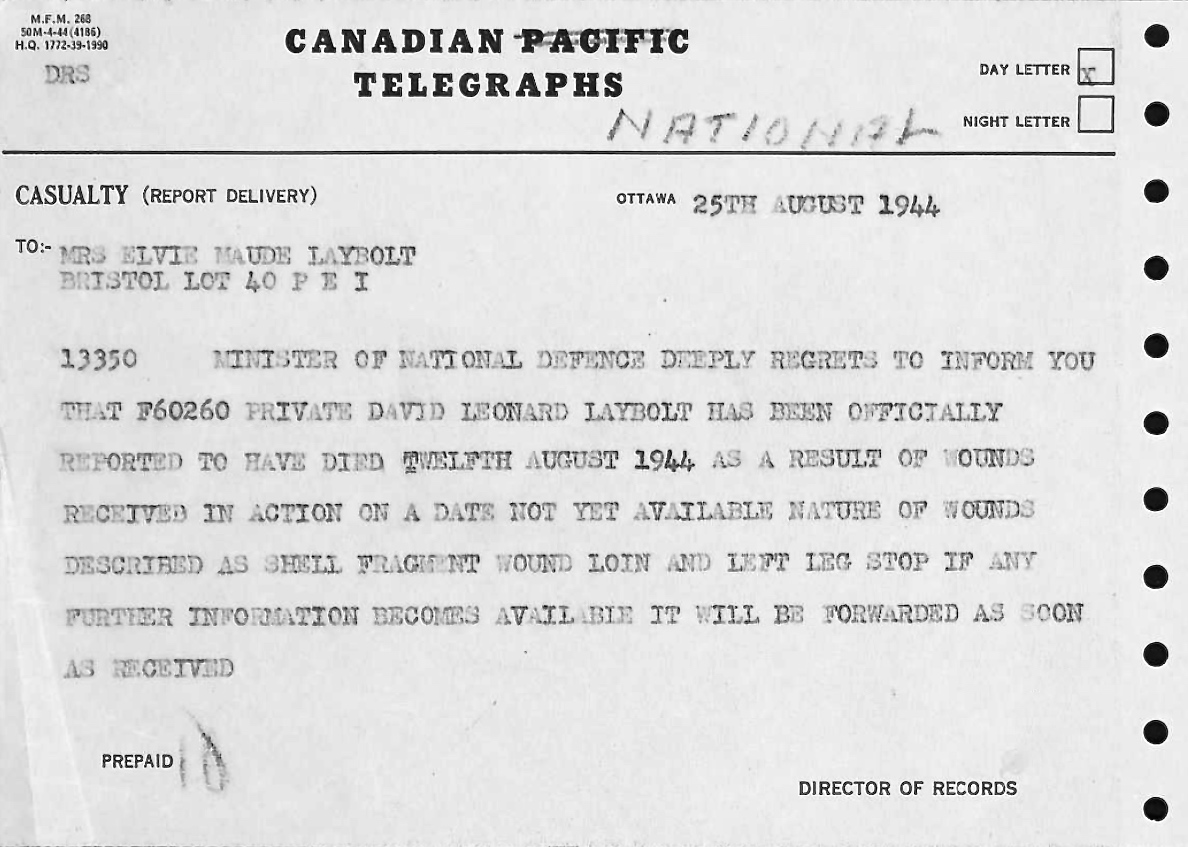 M.F.M. 268
50M-4-44 (4186)
H.Q. 1772-39-1990
DRS
CANADIAN PACIFIC
TELEGRAPHS
NATIONAL
DAY LETTER X
NIGHT LETTER
CASUALTY (REPORT DELIVERY)
OTTAWA 25TH AUGUST 1944
TO:- MRS ELVIE MAUDE LAYBOLT
BRISTOL LOT 40 P E I
13350 MINISTER OF NATIONAL DEFENCE DEEPLY REGRETS TO INFORM YOU
THAT F60260 PRIVATE DAVID LEONARD LAYBOLT HAS BEEN OFFICIALLY
REPORTED TO HAVE DIED TWELFTH AUGUST 1944 AS A RESULT OF WOUNDS
RECEIVED IN ACTION ON A DATE NOT YET AVAILABLE NATURE OF WOUNDS
DESCRIBED AS SHELL FRAGMENT WOUND LOIN AND LEFT LEG STOP IF ANY
FURTHER INFORMATION BECOMES AVAILABLE IT WILL BE FORWARDED AS SOON
AS RECEIVED
PREPAID
DIRECTOR OF RECORDS